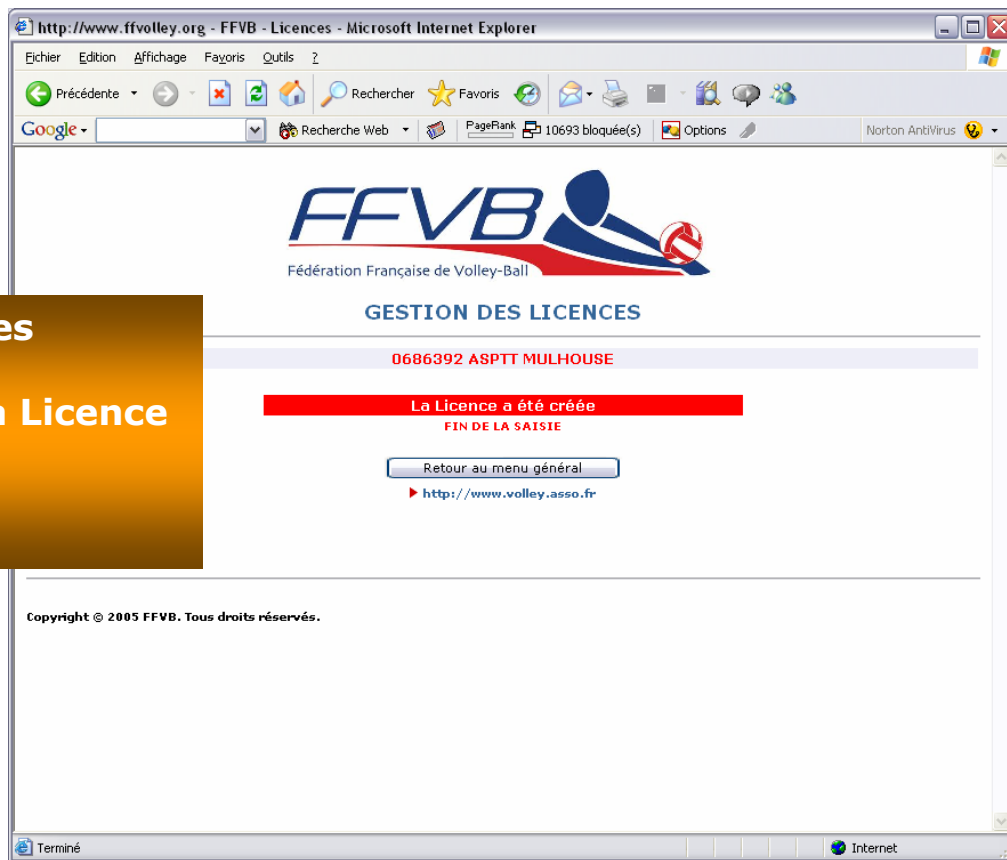 http://www.ffvolley.org - FFVB - Licences - Microsoft Internet Explorer
Fichier Edition Affichage Favoris Outils ?
Précédente Rechercher Favoris
Google Recherche Web PageRank 10693 bloquée(s) Options Norton AntiVirus
FFVB
Fédération Française de Volley-Ball
GESTION DES LICENCES
es
0686392 ASPTT MULHOUSE
Licence
La Licence a été créée
FIN DE LA SAISIE
Retour au menu général
http://www.volley.asso.fr
Copyright © 2005 FFVB. Tous droits réservés.
Terminé Internet